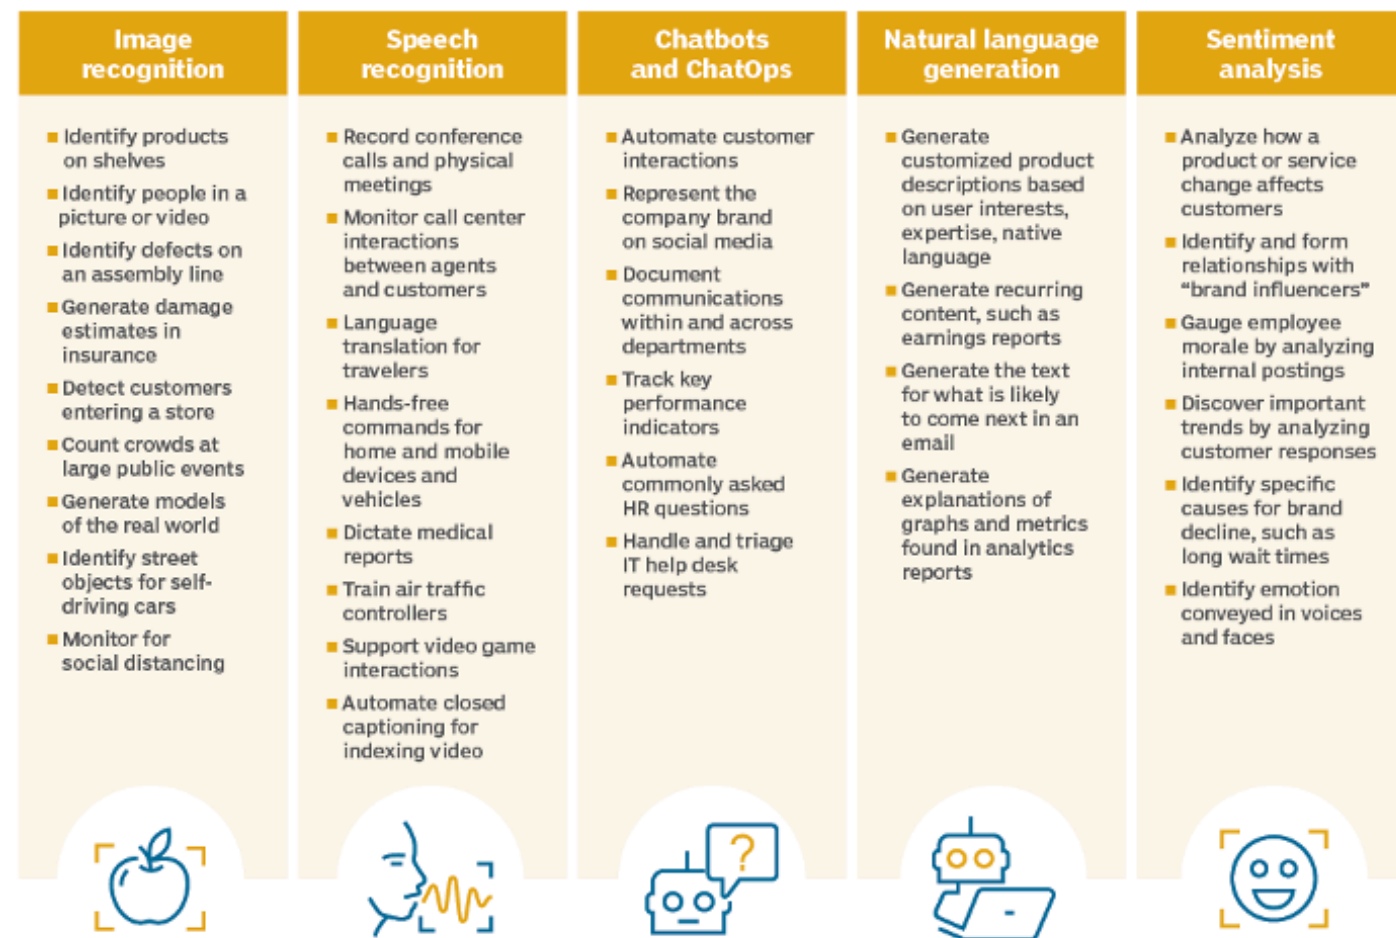 Image
recognition
Identify products
on shelves
Identify people in a
picture or video
Identify defects on
an assembly line
Generate damage
estimates in
insurance
Detect customers
entering a store
Count crowds at
large public events
Generate models
of the real world
Identify street
objects for self-
driving cars
Monitor for
social distancing
Speech
recognition
Record conference
calls and physical
meetings
Monitor call center
interactions
between agents
and customers
Language
translation for
travelers
Hands-free
commands for
home and mobile
devices and
vehicles
Dictate medical
reports
Train air traffic
controllers
Support video game
interactions
Automate closed
captioning for
indexing video
Chatbots
and ChatOps
Automate customer
interactions
Represent the
company brand
on social media
Document
communications
within and across
departments
Track key
performance
indicators
Automate
commonly asked
HR questions
Handle and triage
IT help desk
requests
?
Natural language
generation
Generate
customized product
descriptions based
on user interests,
expertise, native
language
Generate recurring
content, such as
earnings reports
Generate the text
for what is likely
to come next in an
email
Generate
explanations of
graphs and metrics
found in analytics
reports
Sentiment
analysis
Analyze how a
product or service
change affects
customers
Identify and form
relationships with
“brand influencers”
Gauge employee
morale by analyzing
internal postings
Discover important
trends by analyzing
customer responses
Identify specific
causes for brand
decline, such as
long wait times
Identify emotion
conveyed in voices
and faces